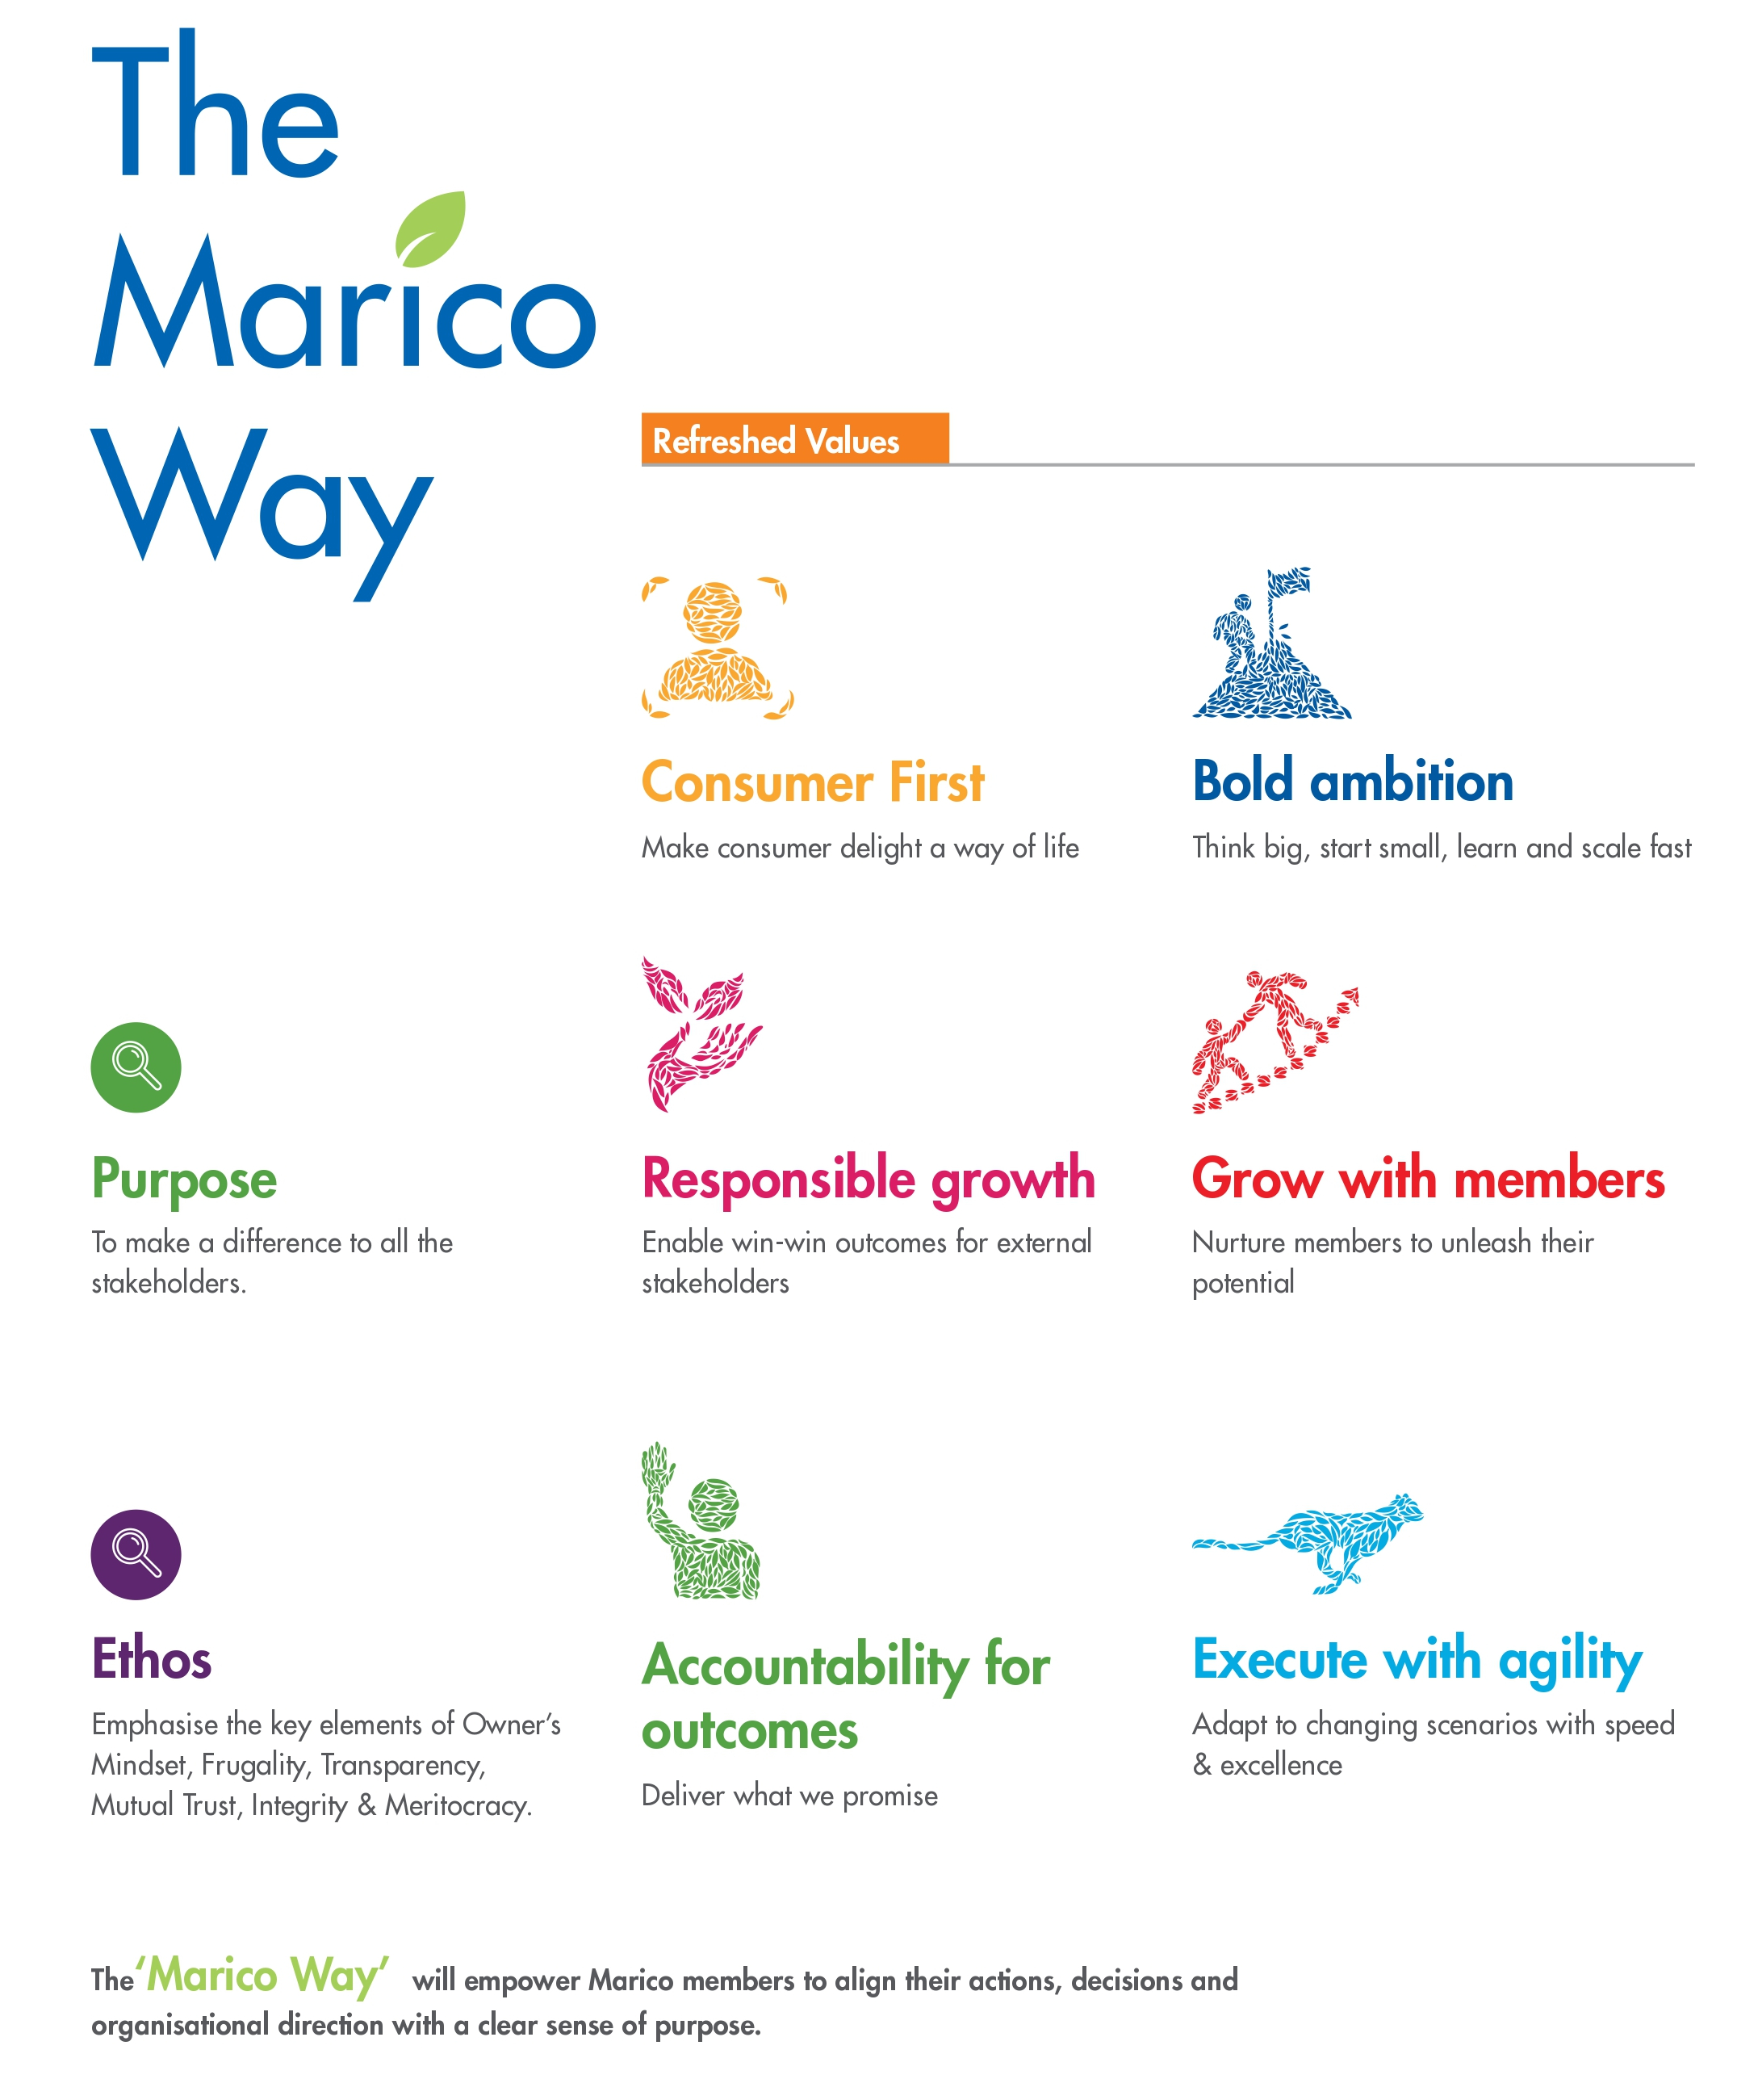 The
Marico
Way
Refreshed Values
Consumer First
Make consumer delight a way of life
Bold ambition
Think big, start small, learn and scale fast
Purpose
To make a difference to all the
stakeholders.
Responsible growth
Enable win-win outcomes for external
stakeholders
Grow with members
Nurture members to unleash their
potential
Ethos
Emphasise the key elements of Owner’s
Mindset, Frugality, Transparency,
Mutual Trust, Integrity & Meritocracy.
Accountability for
outcomes
Deliver what we promise
Execute with agility
Adapt to changing scenarios with speed
& excellence
The ‘Marico Way’ will empower Marico members to align their actions, decisions and
organisational direction with a clear sense of purpose.